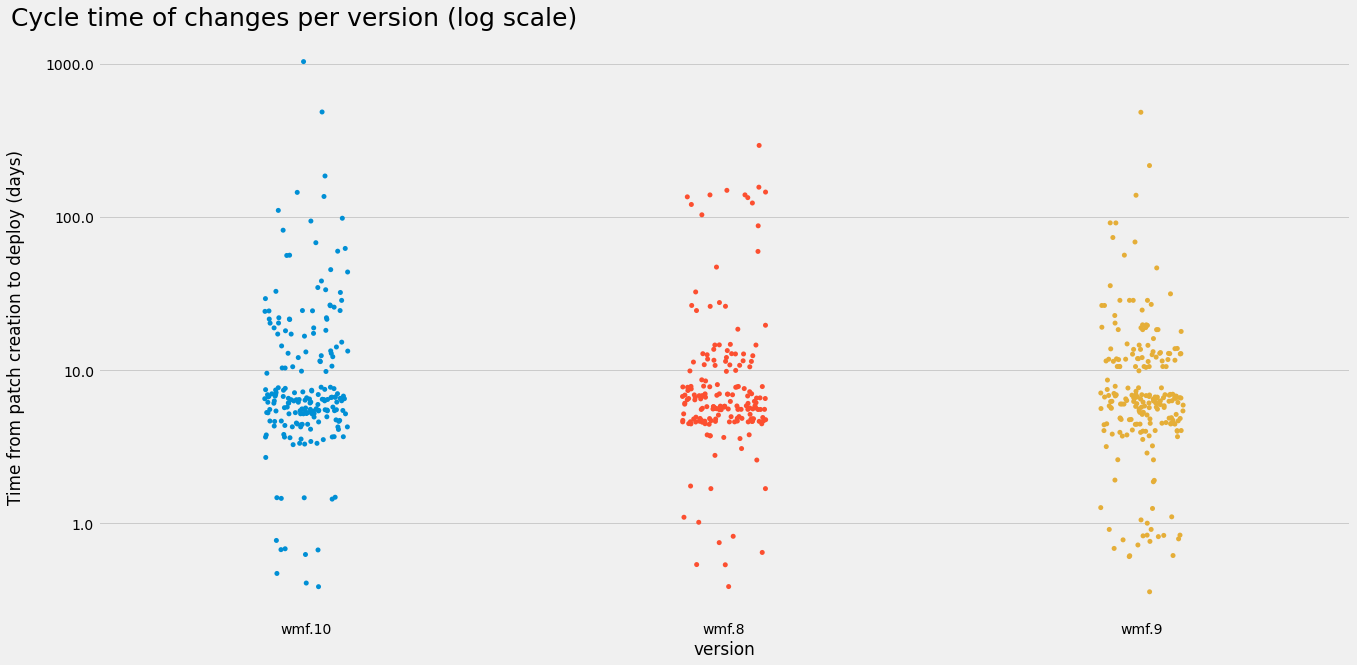 Cycle time of changes per version (log scale)
Time from patch creation to deploy (days)
1000.0
100.0
10.0
1.0
wmf.10
wmf.8
wmf.9
version